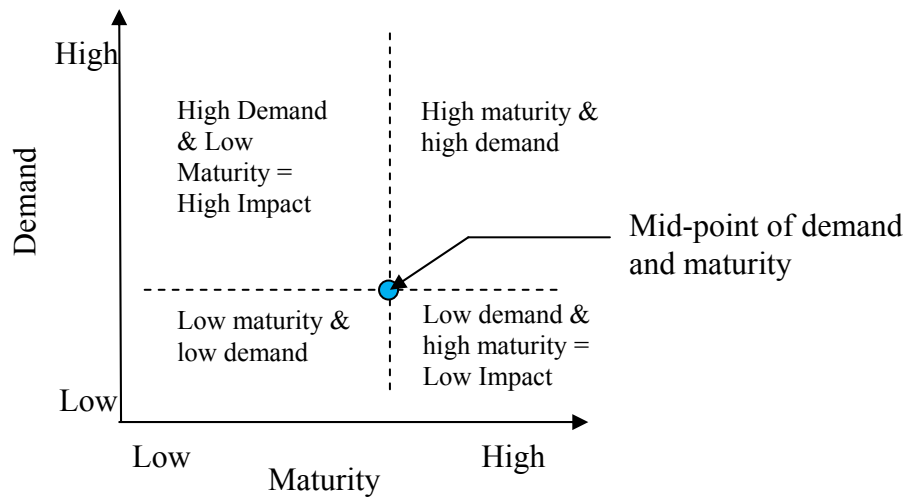 High
High Demand
& Low
Maturity =
High Impact
High maturity &
high demand
Demand
Mid-point of demand
and maturity
Low maturity &
low demand
Low demand &
high maturity =
Low Impact
Low
Low
High
Maturity